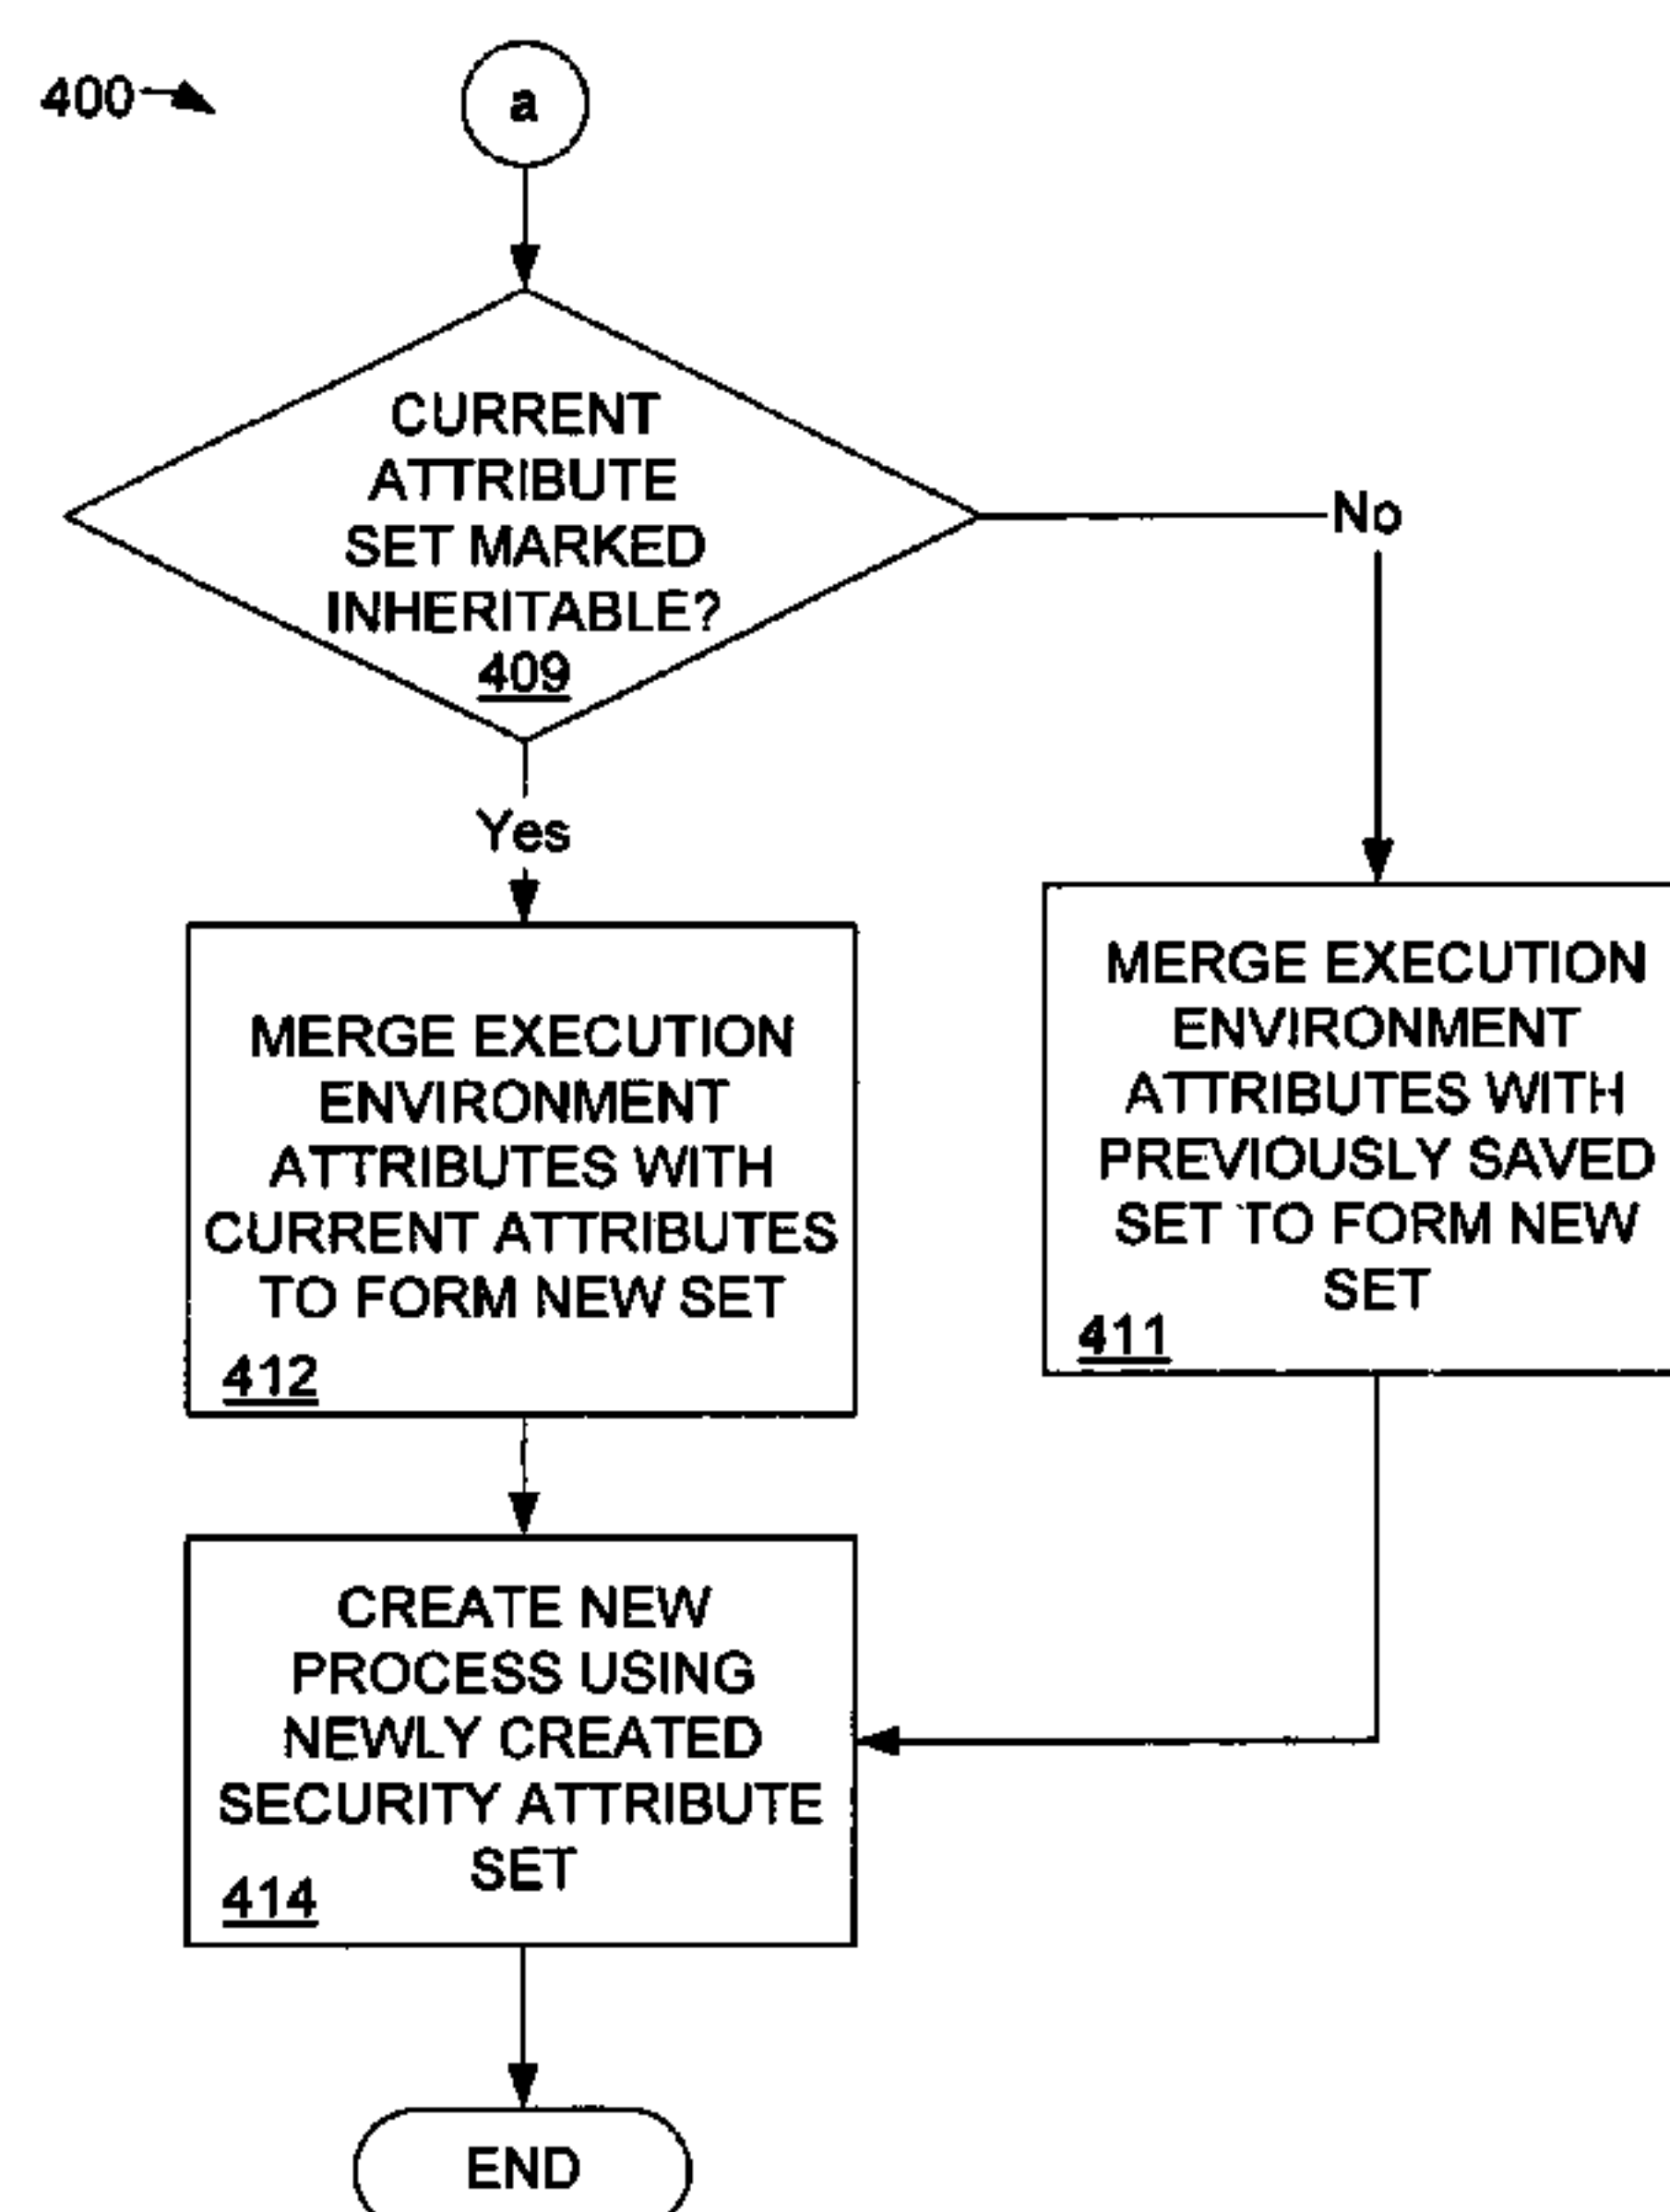 400
a
CURRENT
ATTRIBUTE
SET MARKED
INHERITABLE?
409
No
Yes
MERGE EXECUTION
ENVIRONMENT
ATTRIBUTES WITH
CURRENT ATTRIBUTES
TO FORM NEW SET
412
MERGE EXECUTION
ENVIRONMENT
ATTRIBUTES WITH
PREVIOUSLY SAVED
SET TO FORM NEW
SET
411
CREATE NEW
PROCESS USING
NEWLY CREATED
SECURITY ATTRIBUTE
SET
414
END